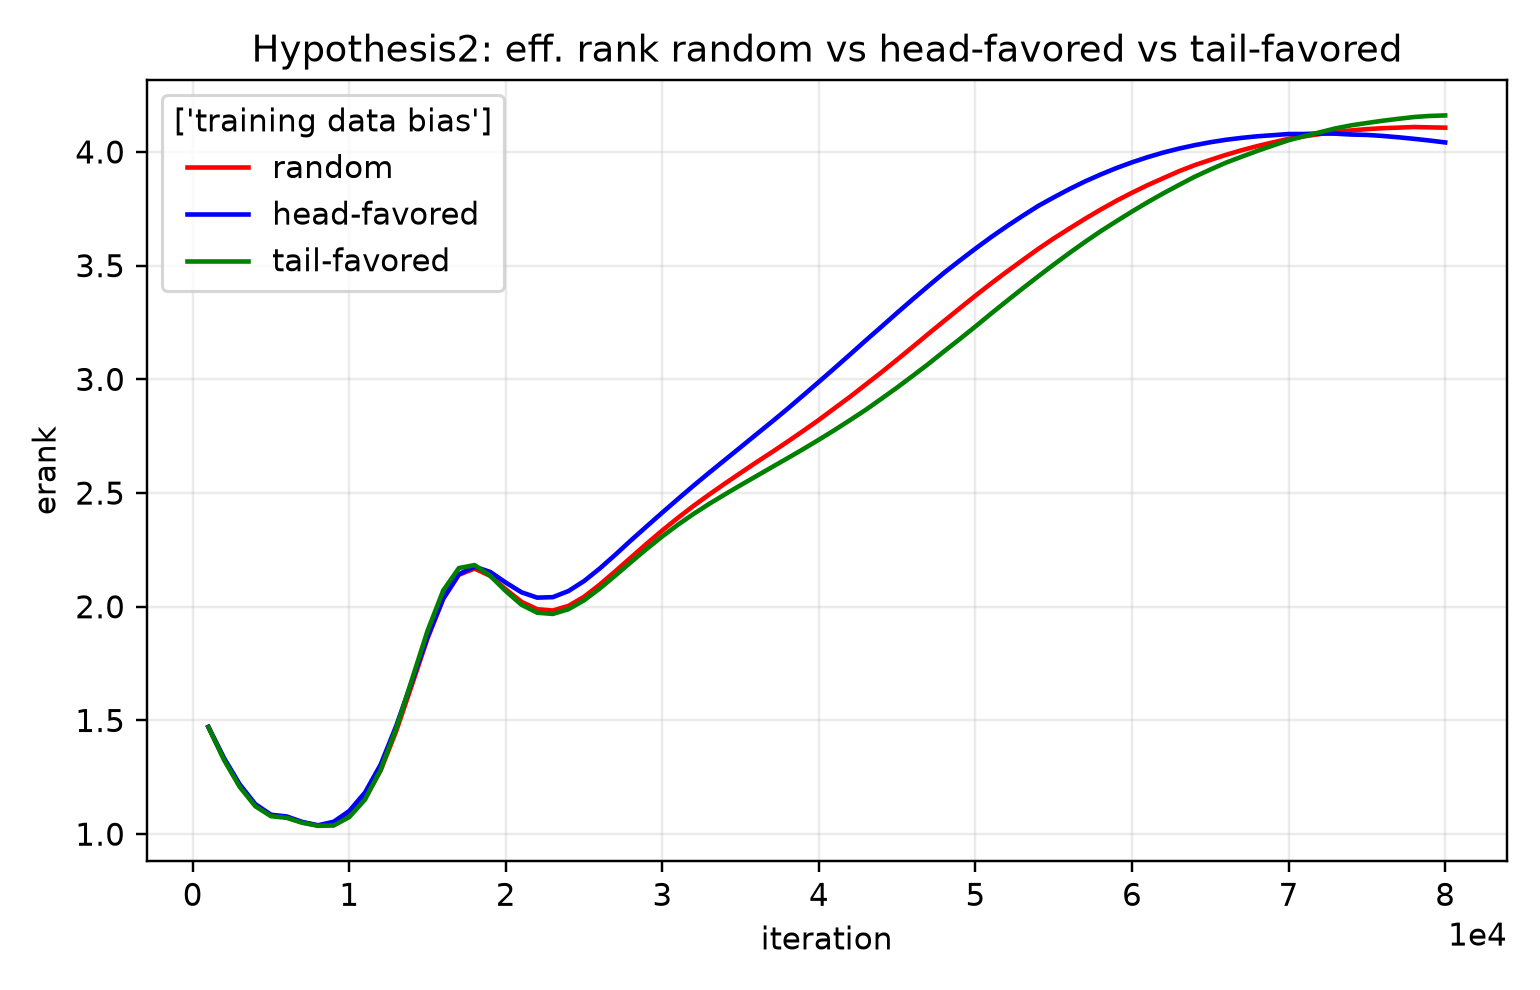 Hypothesis2: eff. rank random vs head-favored vs tail-favored
['training data bias']
random
head-favored
tail-favored
erank
4.0
3.5
3.0
2.5
2.0
1.5
1.0
0 1 2 3 4 5 6 7 8
1e4
iteration